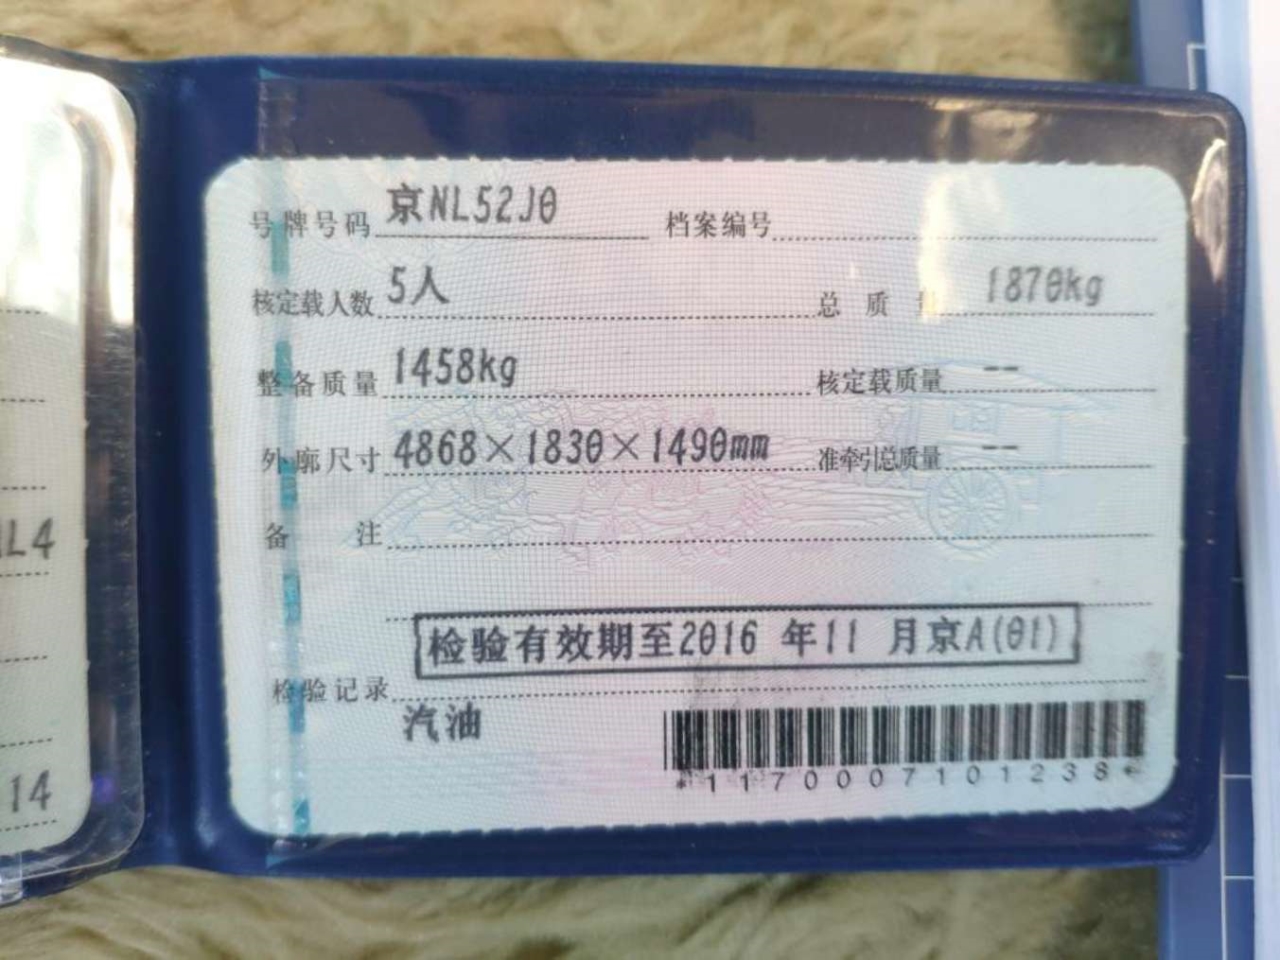 号牌号码 京NL52J0 档案编号
核定载人数 5人 总质量 1870kg
整备质量 1458kg 核定载质量 --
外廓尺寸 4868×1830×1490mm 准牵引总质量 --
备注
检验有效期至2016 年11 月京A(01)
检验记录
汽油
*1170007101238*
L4
14